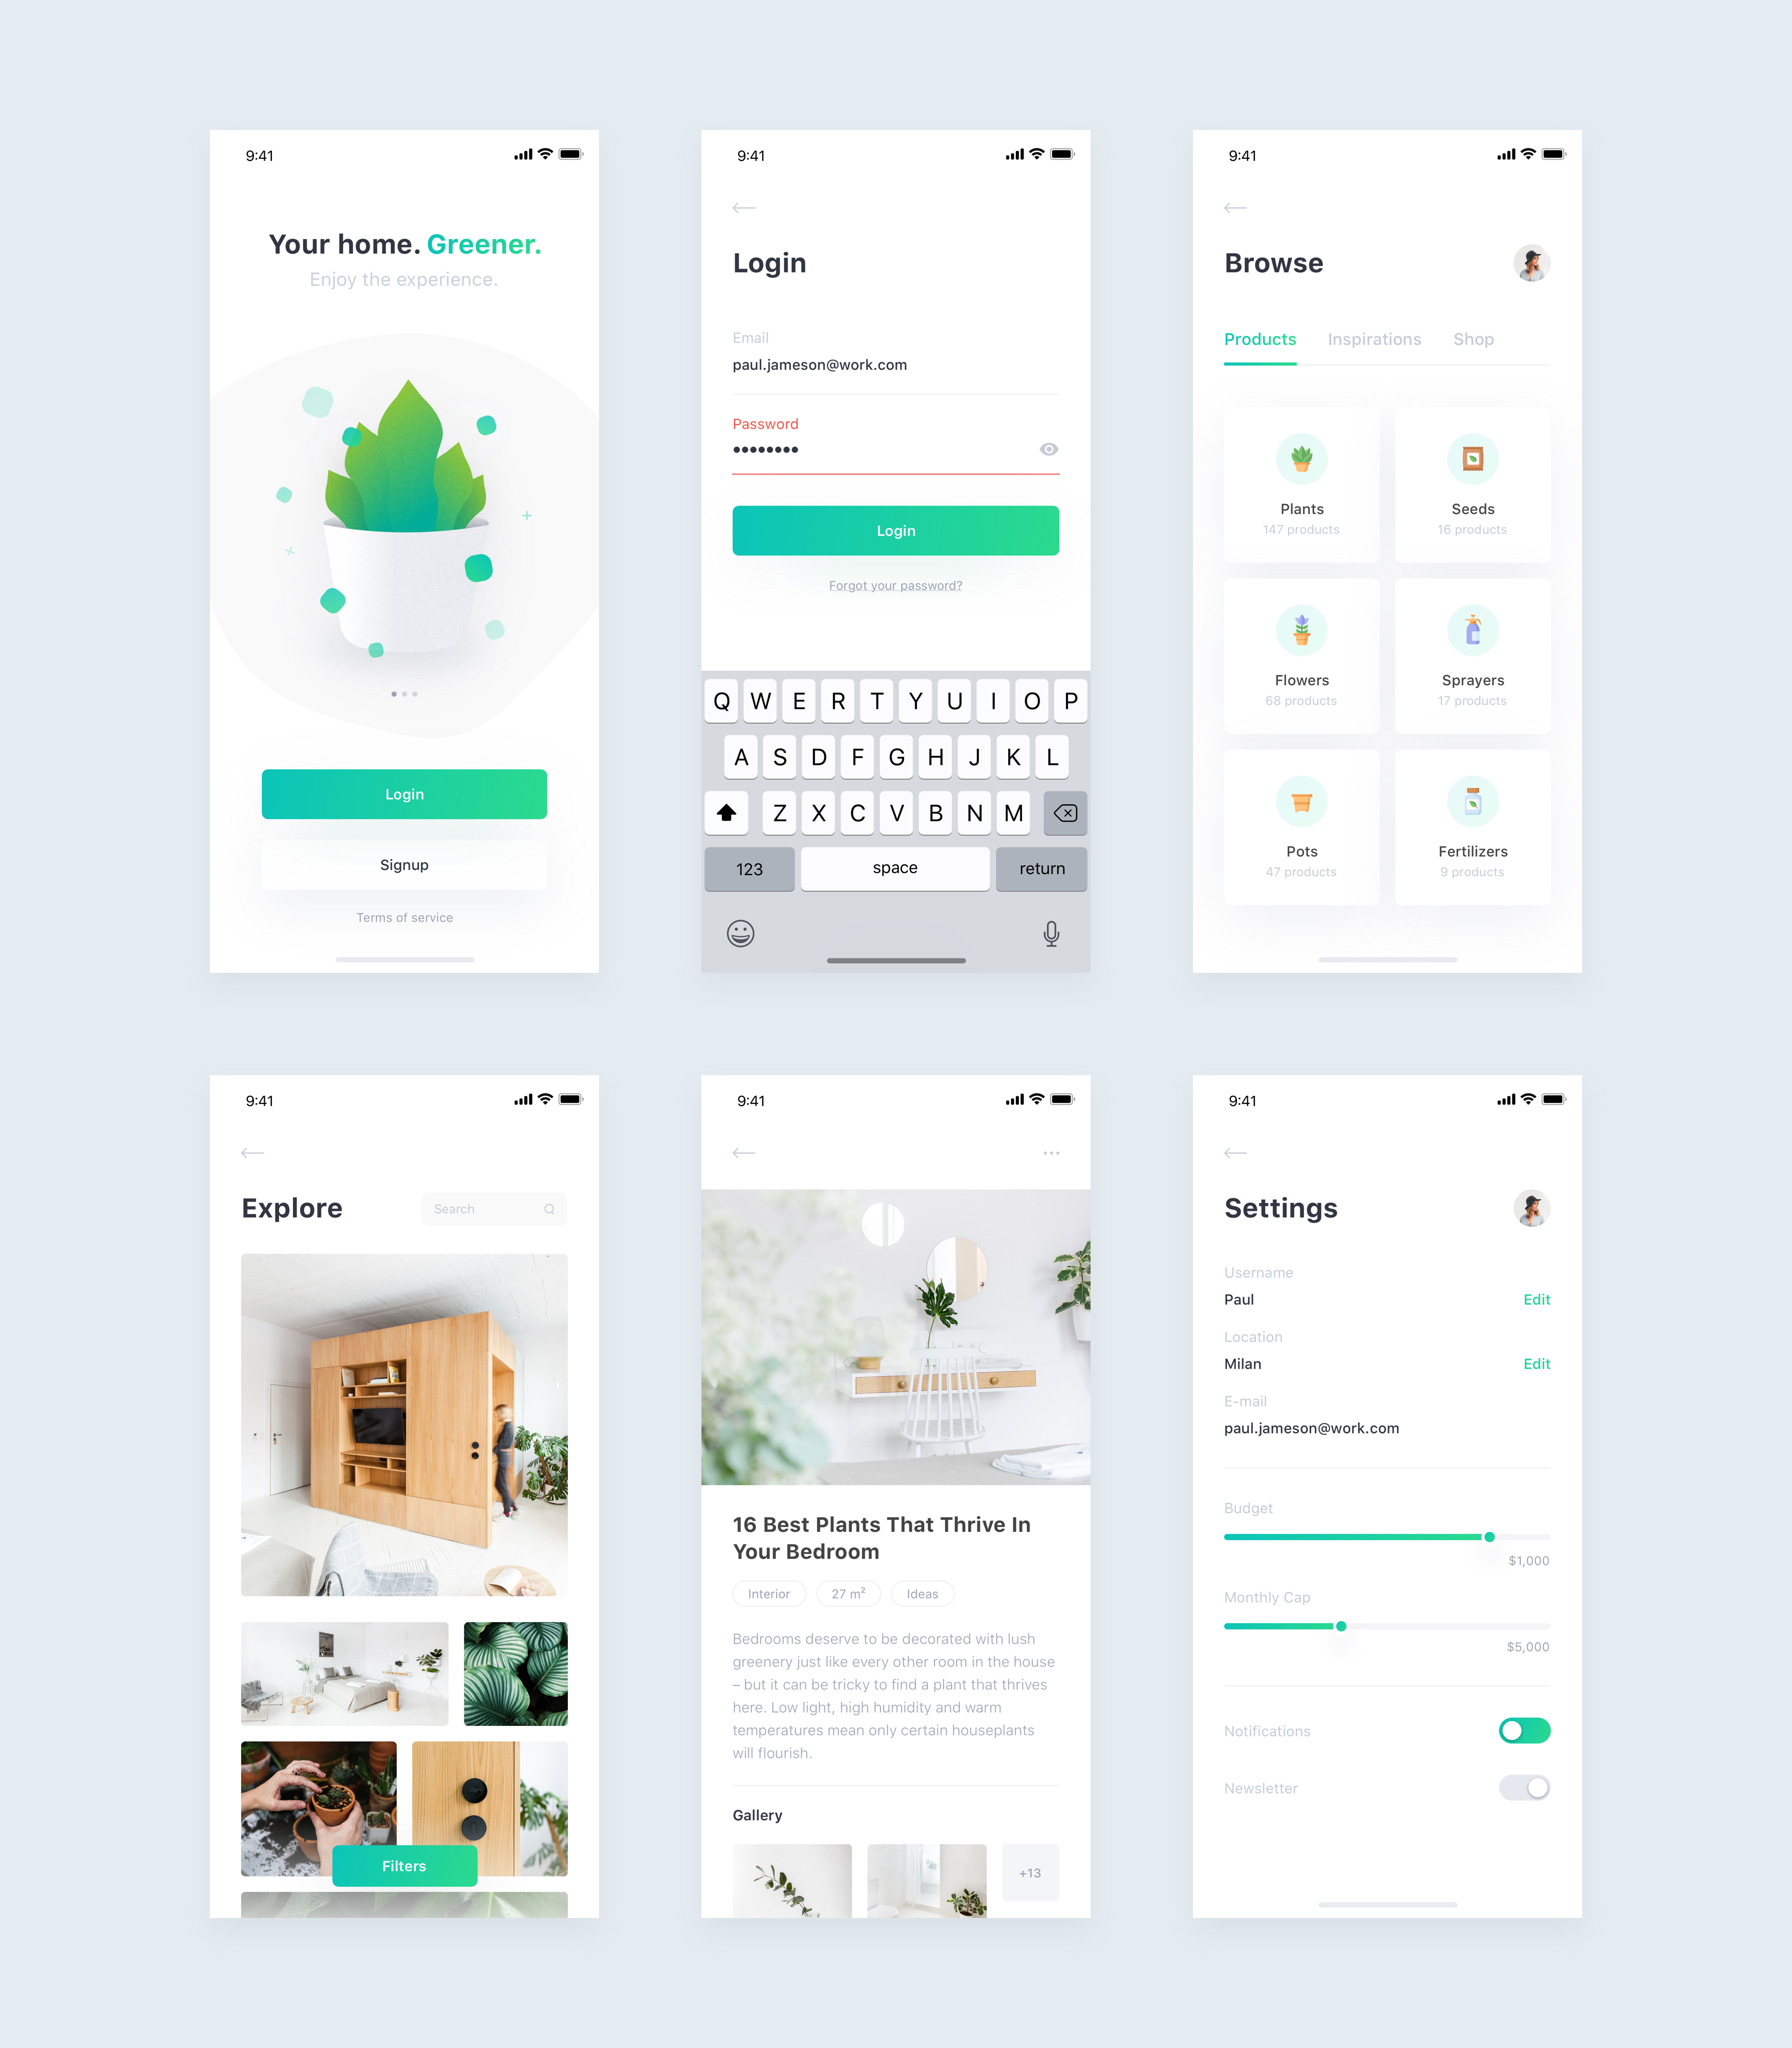 9:41
Your home. Greener.
Enjoy the experience.
Login
Signup
Terms of service
9:41
Login
Email
paul.jameson@work.com
Password
Login
Forgot your password?
Q W E R T Y U I O P
A S D F G H J K L
Z X C V B N M
123 space return
9:41
Browse
Products Inspirations Shop
Plants
147 products
Seeds
16 products
Flowers
68 products
Sprayers
17 products
Pots
47 products
Fertilizers
9 products
9:41
Explore
Search
Filters
9:41
16 Best Plants That Thrive In
Your Bedroom
Interior 27 m² Ideas
Bedrooms deserve to be decorated with lush
greenery just like every other room in the house
– but it can be tricky to find a plant that thrives
here. Low light, high humidity and warm
temperatures mean only certain houseplants
will flourish.
Gallery
+13
9:41
Settings
Username
Paul Edit
Location
Milan Edit
E-mail
paul.jameson@work.com
Budget
$1,000
Monthly Cap
$5,000
Notifications
Newsletter